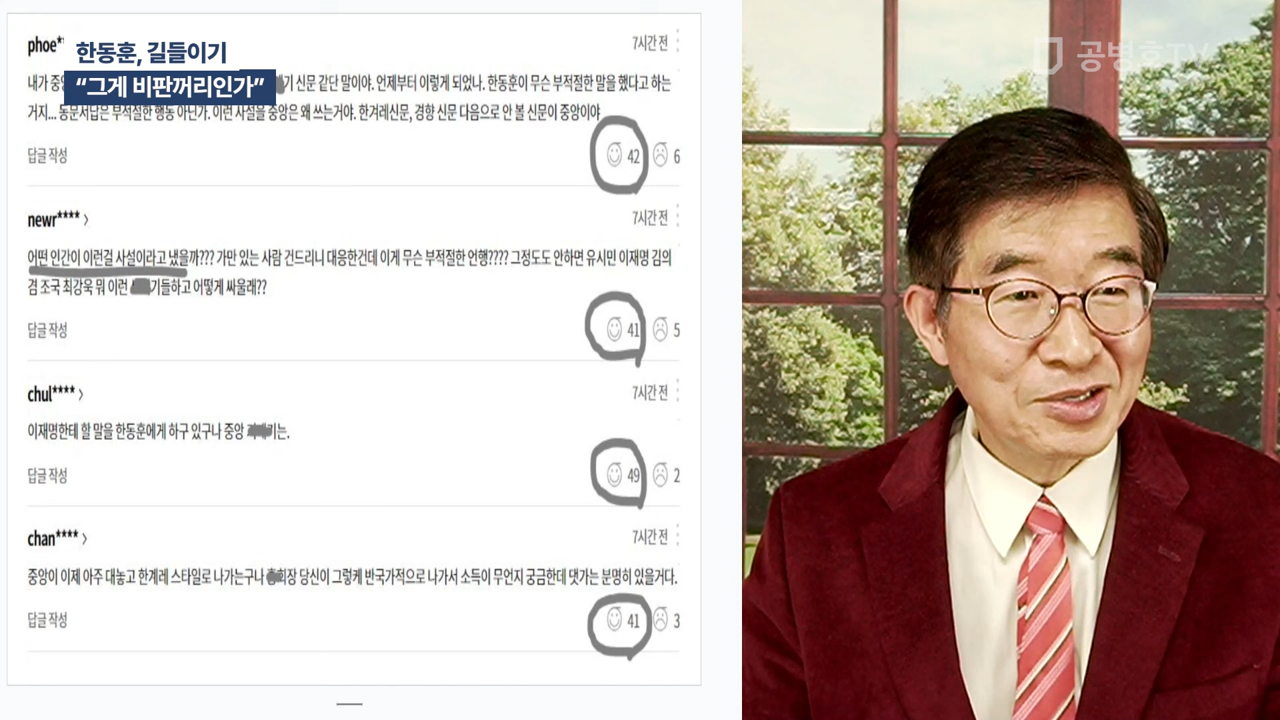 한동훈, 길들이기
“그게 비판꺼리인가”
공병호TV
phoe*
7시간 전
내가 중앙 기 신문 간단 말이야. 언제부터 이렇게 되었나. 한동훈이 무슨 부적절한 말을 했다고 하는
거지... 동문서답은 부적절한 행동 아닌가. 이런 사설을 중앙은 왜 쓰는거야. 한겨레신문, 경향 신문 다음으로 안 볼 신문이 중앙이야
답글 작성
42
6
newr****
7시간 전
어떤 인간이 이런걸 사설이라고 냈을까??? 가만 있는 사람 건드리니 대응한건데 이게 무슨 부적절한 언행???? 그정도도 안하면 유시민 이재명 김의
겸 조국 최강욱 뭐 이런 기들하고 어떻게 싸울래??
답글 작성
41
5
chul****
7시간 전
이재명한테 할 말을 한동훈에게 하구 있구나 중앙 기는.
답글 작성
49
2
chan****
7시간 전
중앙이 이제 아주 대놓고 한계레 스타일로 나가는구나 회장 당신이 그렇케 반국가적으로 나가서 소득이 무언지 궁금한데 댓가는 분명히 있을거다.
답글 작성
41
3